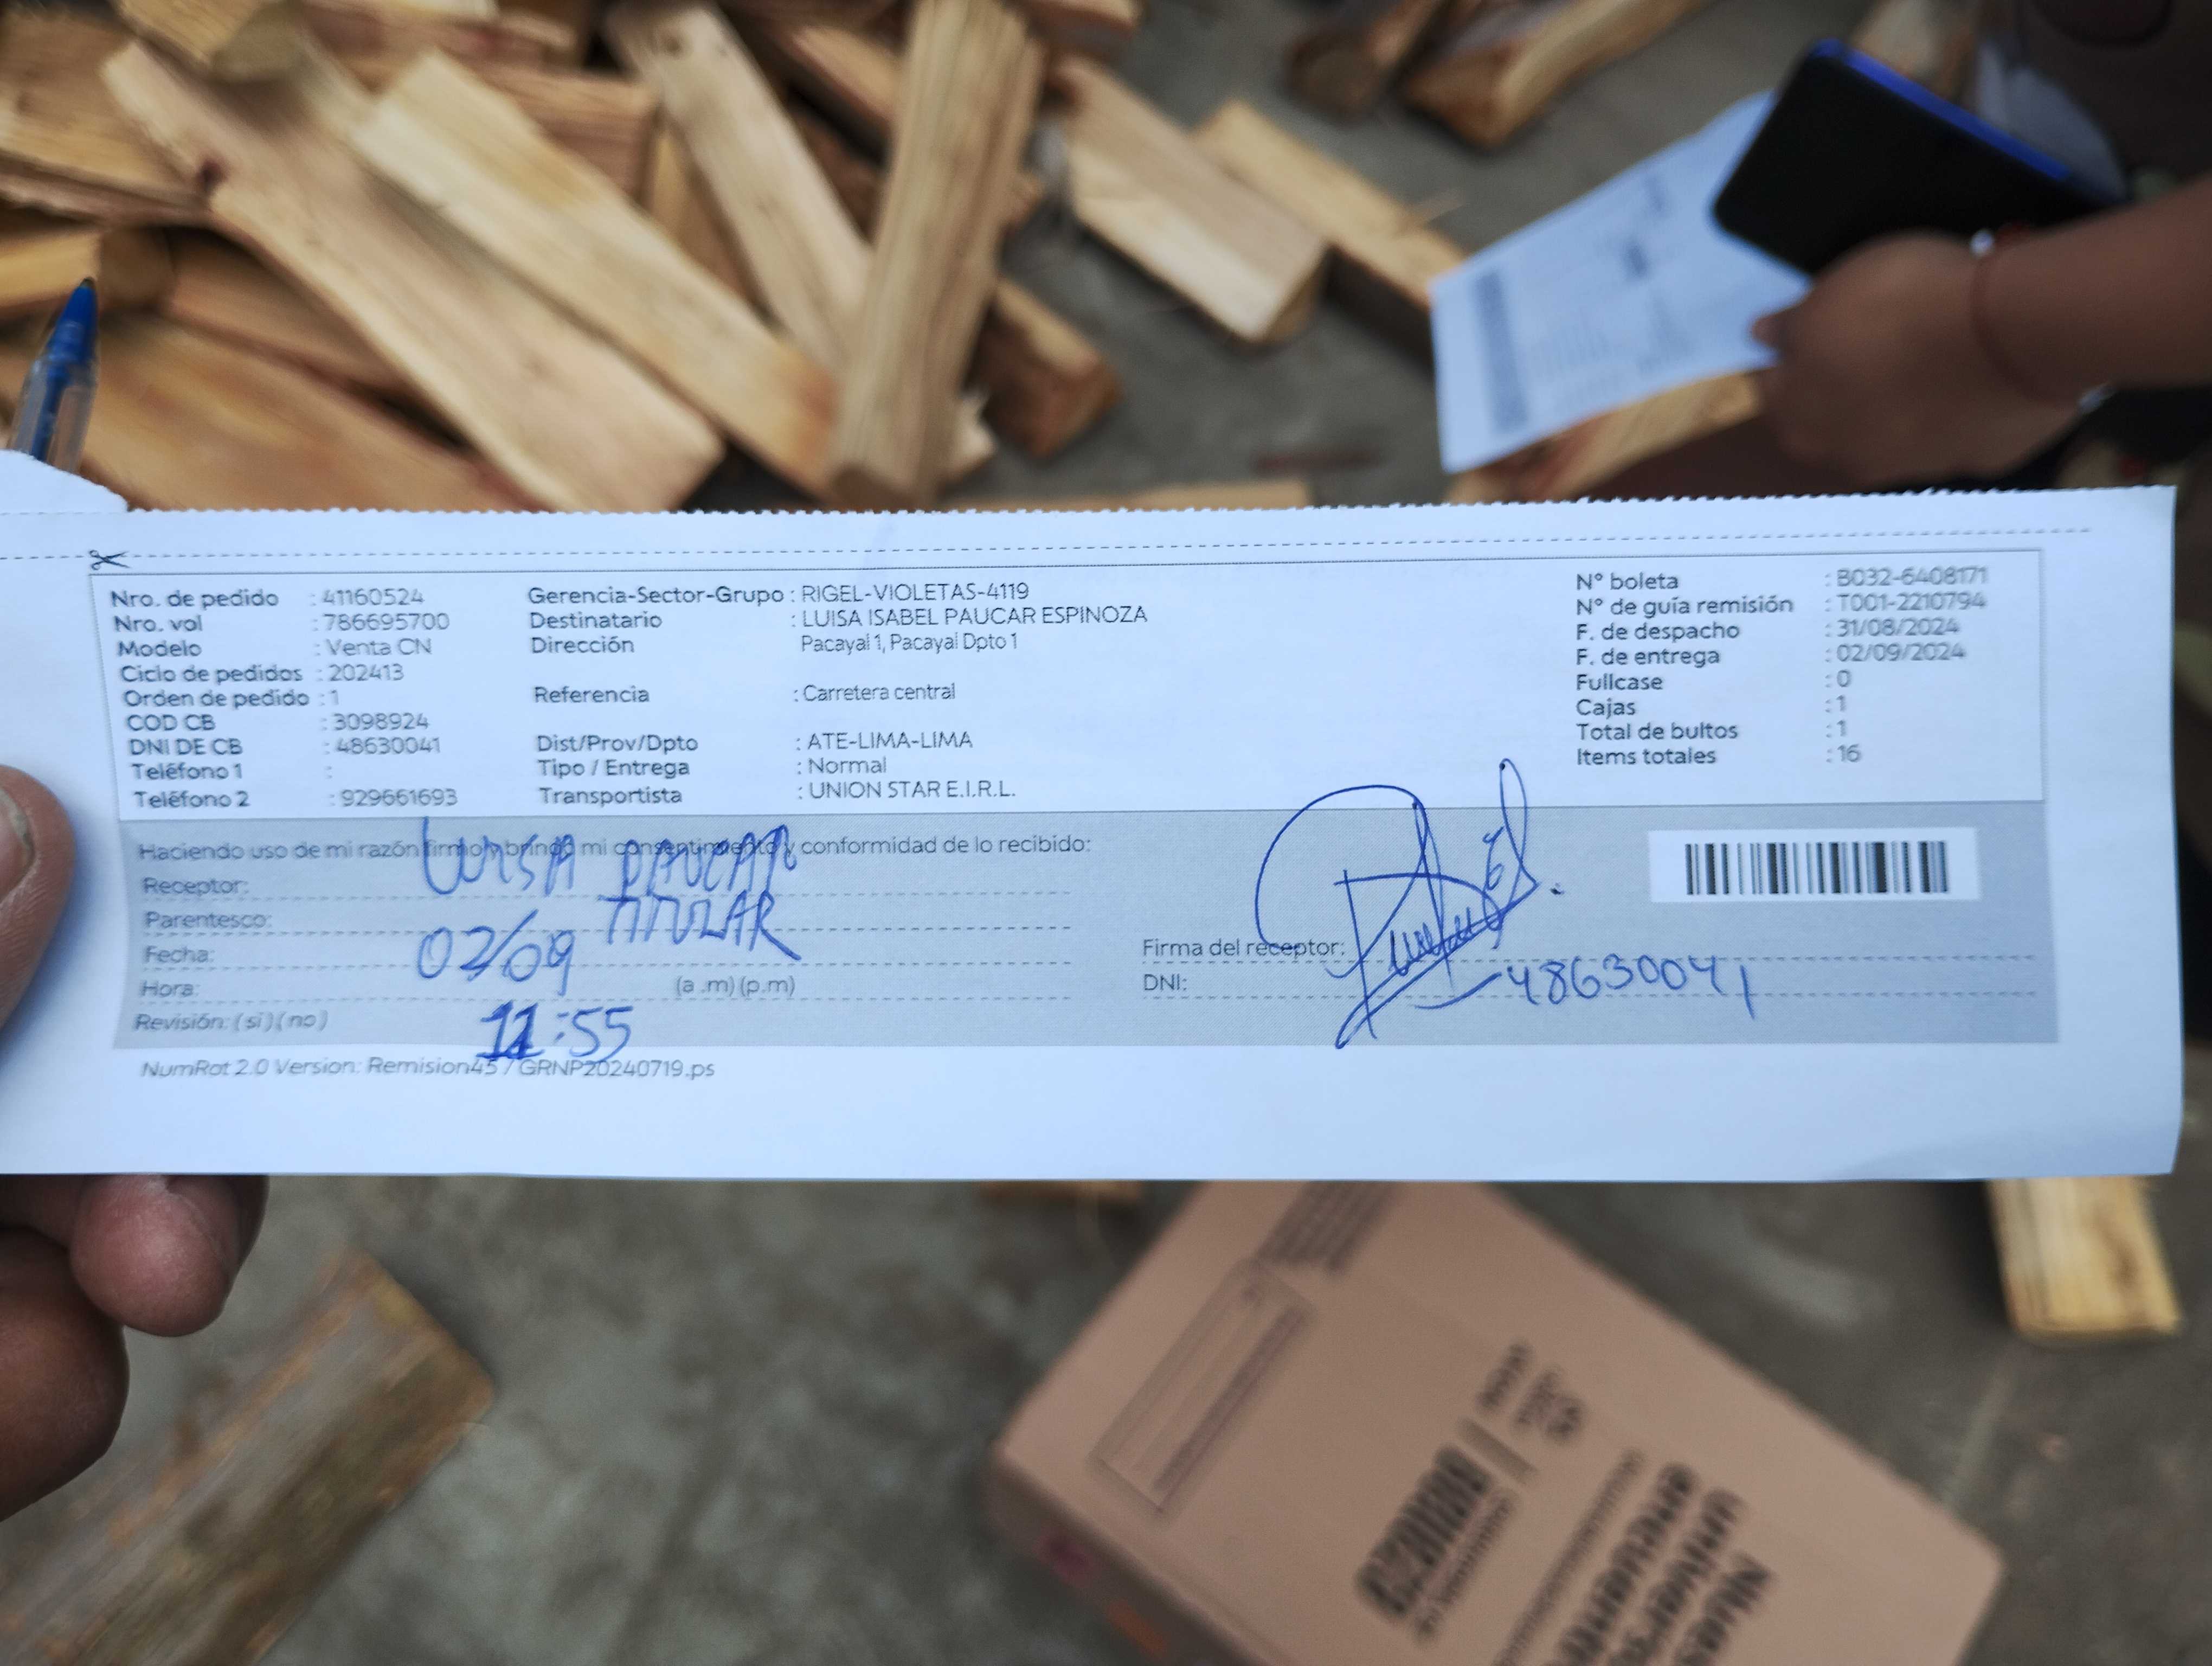 Nro. de pedido : 41160524
Nro. vol : 786695700
Modelo : Venta CN
Ciclo de pedidos : 202413
Orden de pedido : 1
COD CB : 3098924
DNI DE CB : 48630041
Teléfono 1 :
Teléfono 2 : 929661693
Gerencia-Sector-Grupo : RIGEL-VIOLETAS-4119
Destinatario : LUISA ISABEL PAUCAR ESPINOZA
Dirección Pacayal 1, Pacayal Dpto 1
Referencia : Carretera central
Dist/Prov/Dpto : ATE-LIMA-LIMA
Tipo / Entrega : Normal
Transportista : UNION STAR E.I.R.L.
N° boleta : B032-6408171
N° de guía remisión : T001-2210794
F. de despacho : 31/08/2024
F. de entrega : 02/09/2024
Fullcase : 0
Cajas : 1
Total de bultos : 1
Items totales : 16
Haciendo uso de mi razón firmo y brindo mi consentimiento y conformidad de lo recibido:
Receptor: LUISA PAUCAR
Parentesco: TITULAR
Fecha: 02/09
Hora: 11:55 (a .m) (p.m)
Revisión: ( si ) ( no )
Firma del receptor:
DNI: 48630041
NumRot 2.0 Version: Remision45 / GRNP20240719.ps